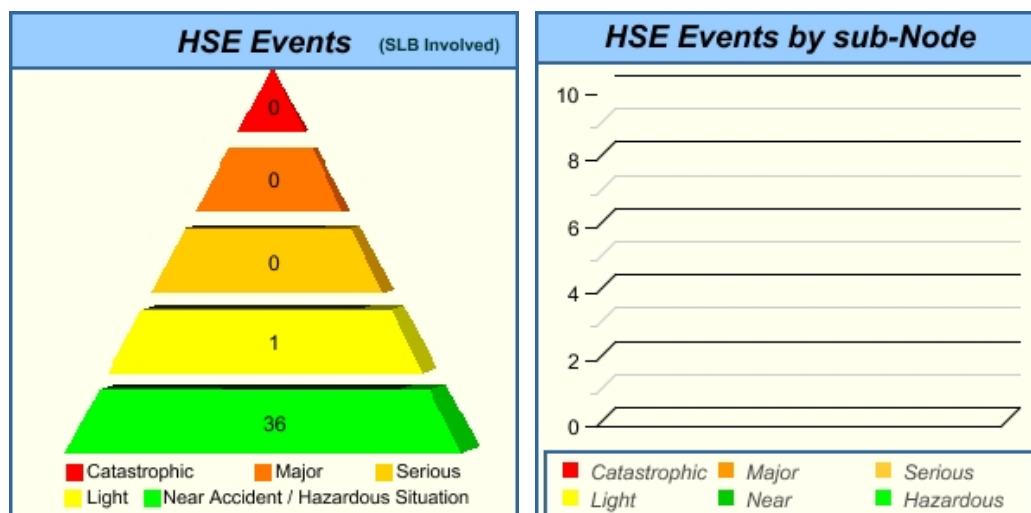 HSE Events (SLB Involved)
0
0
0
1
36
Catastrophic Major Serious
Light Near Accident / Hazardous Situation
HSE Events by sub-Node
10
8
6
4
2
0
Catastrophic Major Serious
Light Near Hazardous